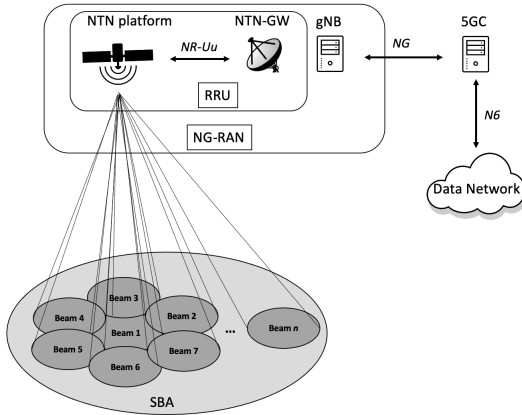 NTN platform
NTN-GW
gNB
5GC
NR-Uu
NG
RRU
NG-RAN
N6
Data Network
Beam 3
Beam 4
Beam 2
Beam 1
Beam n
Beam 5
Beam 7
Beam 6
...
SBA